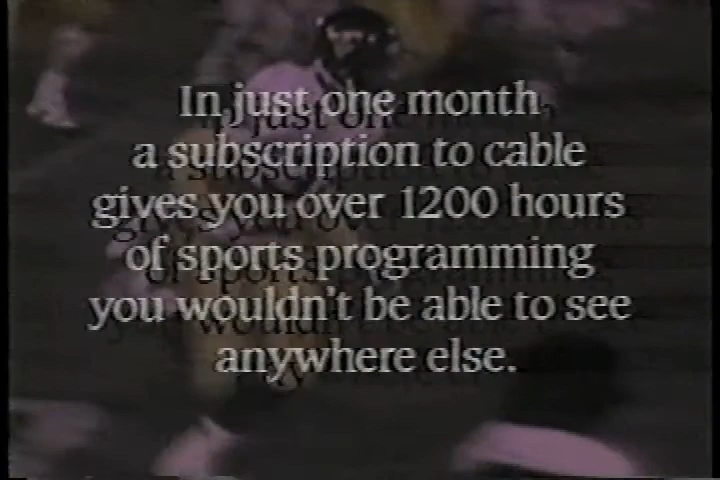 In just one month
a subscription to cable
gives you over 1200 hours
of sports programming
you wouldn't be able to see
anywhere else.